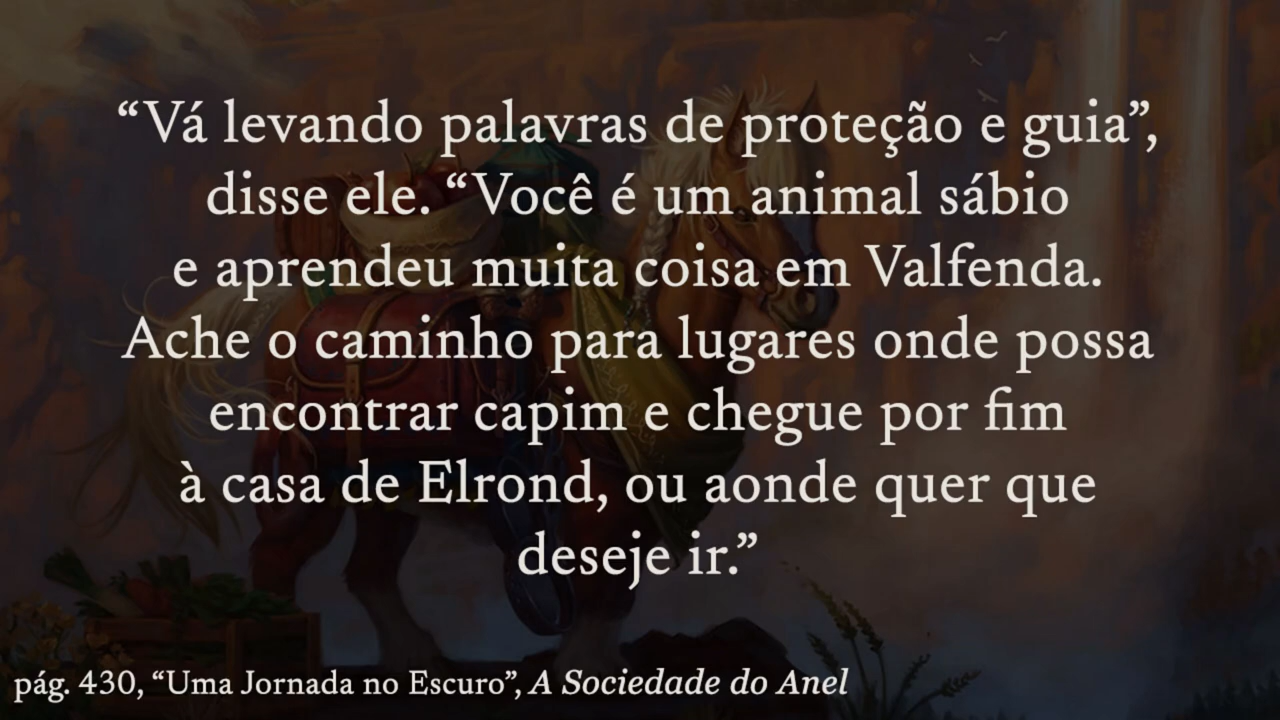 “Vá levando palavras de proteção e guia”,
disse ele. “Você é um animal sábio
e aprendeu muita coisa em Valfenda.
Ache o caminho para lugares onde possa
encontrar capim e chegue por fim
à casa de Elrond, ou aonde quer que
deseje ir.”
pág. 430, “Uma Jornada no Escuro”, A Sociedade do Anel